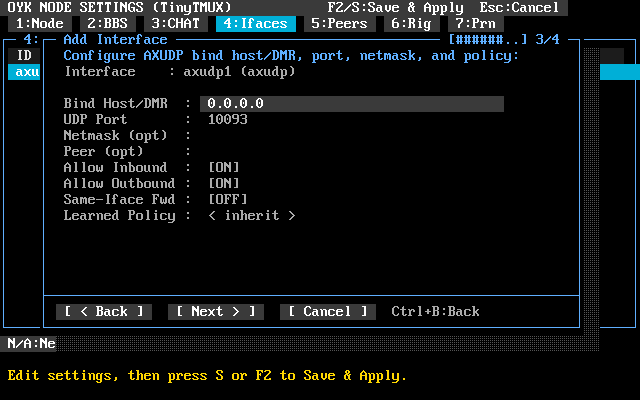 OYK NODE SETTINGS (TinyTMUX) F2/S:Save & Apply Esc:Cancel
1:Node 2:BBS 3:CHAT 4:Ifaces 5:Peers 6:Rig 7:Prn
4: Add Interface [######..] 3/4
ID Configure AXUDP bind host/DMR, port, netmask, and policy:
axu Interface : axudp1 (axudp)
Bind Host/DMR : 0.0.0.0
UDP Port : 10093
Netmask (opt) :
Peer (opt) :
Allow Inbound : [ON]
Allow Outbound : [ON]
Same-Iface Fwd : [OFF]
Learned Policy : < inherit >
[ < Back ] [ Next > ] [ Cancel ] Ctrl+B:Back
N/A:Ne
Edit settings, then press S or F2 to Save & Apply.